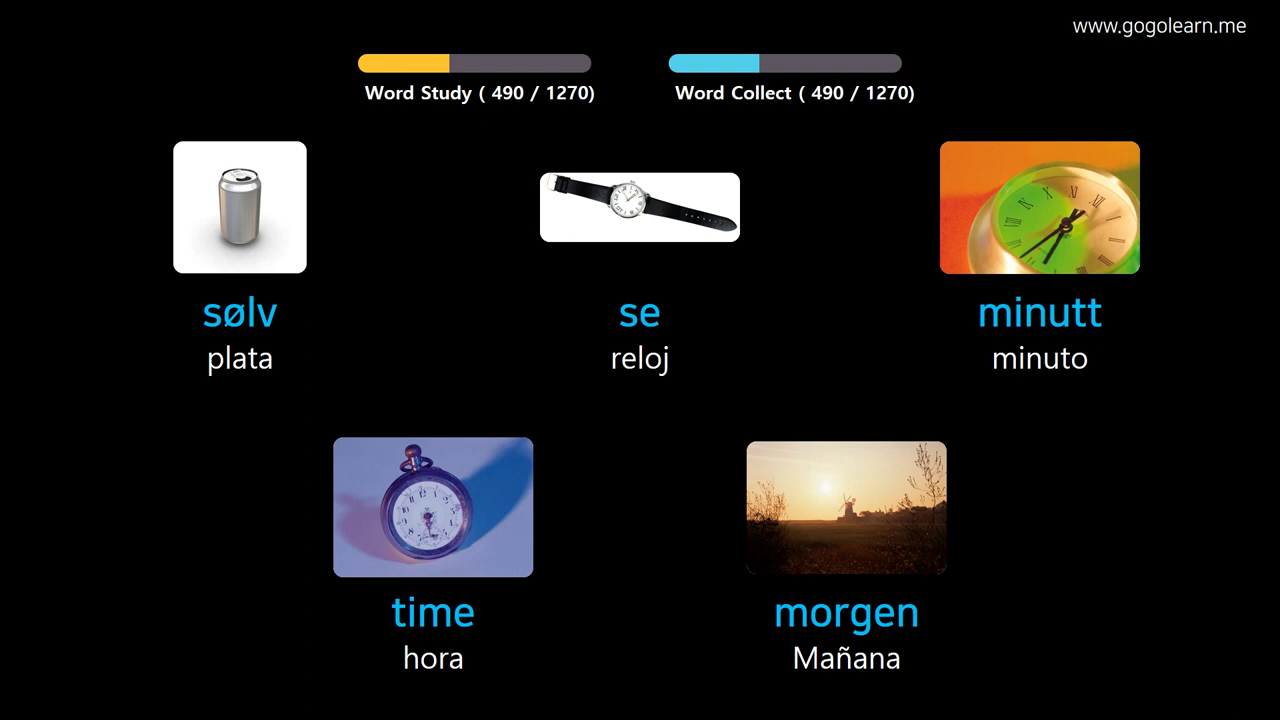 www.gogolearn.me
Word Study ( 490 / 1270)
Word Collect ( 490 / 1270)
sølv
plata
se
reloj
minutt
minuto
time
hora
morgen
Mañana